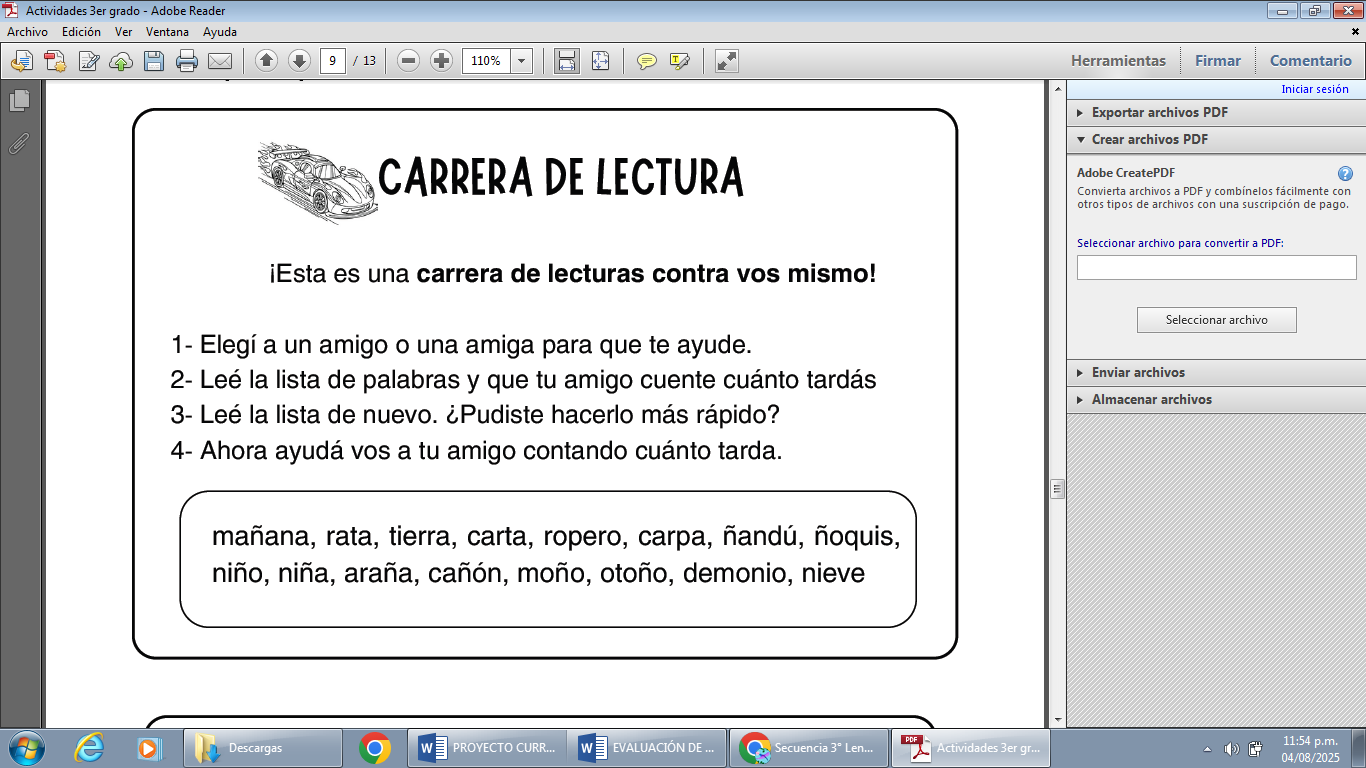 Actividades 3er grado - Adobe Reader
Archivo Edición Ver Ventana Ayuda
9 / 13 110% Herramientas Firmar Comentario
Iniciar sesión
Exportar archivos PDF
Crear archivos PDF
Adobe CreatePDF
Convierta archivos a PDF y combínelos fácilmente con
otros tipos de archivos con una suscripción de pago.
Seleccionar archivo para convertir a PDF:
Seleccionar archivo
Enviar archivos
Almacenar archivos
CARRERA DE LECTURA
¡Esta es una carrera de lecturas contra vos mismo!
1- Elegí a un amigo o una amiga para que te ayude.
2- Leé la lista de palabras y que tu amigo cuente cuánto tardás
3- Leé la lista de nuevo. ¿Pudiste hacerlo más rápido?
4- Ahora ayudá vos a tu amigo contando cuánto tarda.
mañana, rata, tierra, carta, ropero, carpa, ñandú, ñoquis,
niño, niña, araña, cañón, moño, otoño, demonio, nieve
Descargas PROYECTO CURR... EVALUACIÓN DE ... Secuencia 3° Len... Actividades 3er gr...
11:54 p.m.
04/08/2025